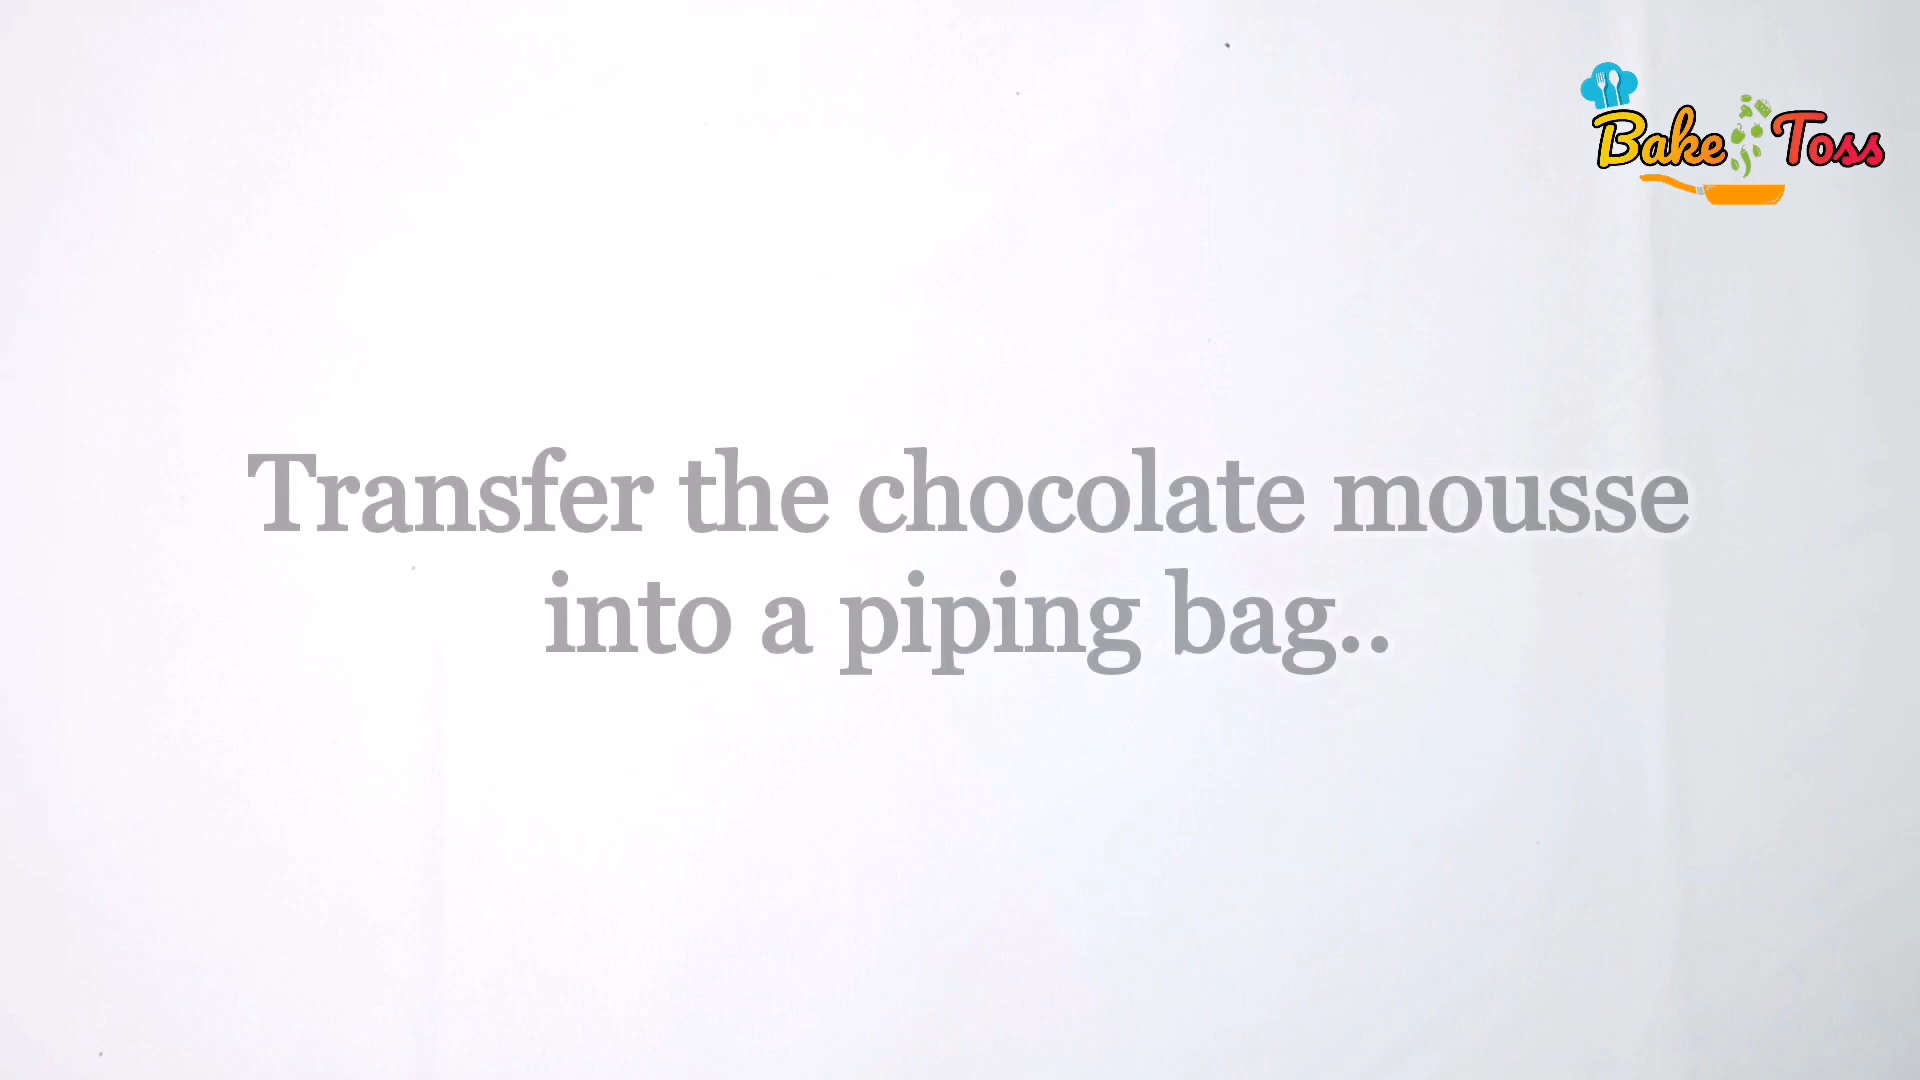 Bake Toss
Transfer the chocolate mousse
into a piping bag..